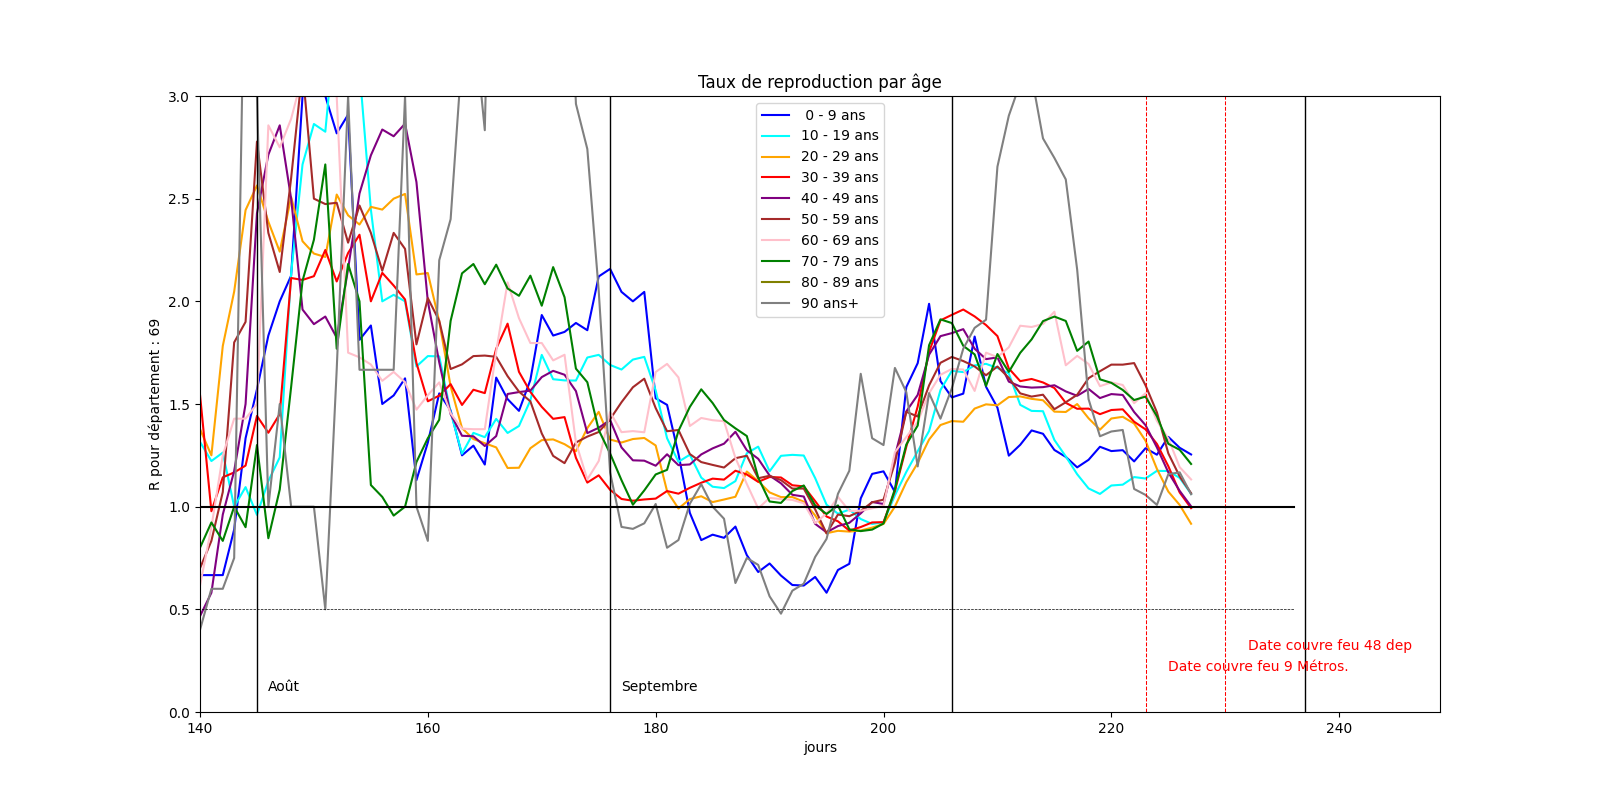 Taux de reproduction par âge
R pour département : 69
3.0
2.5
2.0
1.5
1.0
0.5
0.0
0 - 9 ans
10 - 19 ans
20 - 29 ans
30 - 39 ans
40 - 49 ans
50 - 59 ans
60 - 69 ans
70 - 79 ans
80 - 89 ans
90 ans+
Date couvre feu 48 dep
Date couvre feu 9 Métros.
Août
Septembre
140
160
180
200
220
240
jours